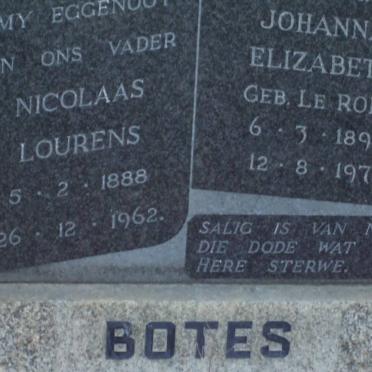 MY EGGENOOT
N ONS VADER
NICOLAAS
LOURENS
5 · 2 · 1888
26 · 12 · 1962.
JOHANNA
ELIZABET
GEB. LE RO
6 · 3 · 189
12 · 8 · 197
SALIG IS VAN N
DIE DODE WAT
HERE STERWE.
BOTES